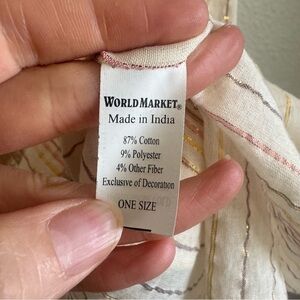 WORLD MARKET®
Made in India
87% Cotton
9% Polyester
4% Other Fiber
Exclusive of Decoration
ONE SIZE